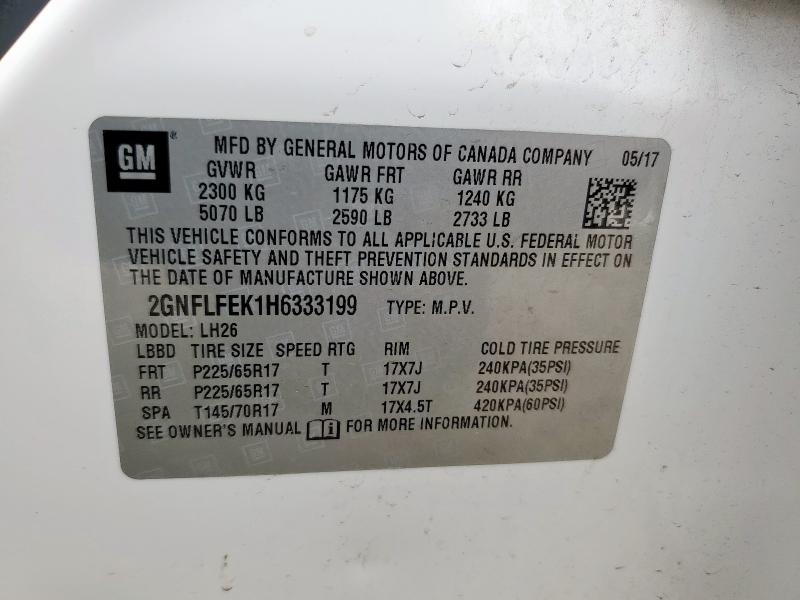 GM ® MFD BY GENERAL MOTORS OF CANADA COMPANY 05/17
GVWR GAWR FRT GAWR RR
2300 KG 1175 KG 1240 KG
5070 LB 2590 LB 2733 LB
THIS VEHICLE CONFORMS TO ALL APPLICABLE U.S. FEDERAL MOTOR
VEHICLE SAFETY AND THEFT PREVENTION STANDARDS IN EFFECT ON
THE DATE OF MANUFACTURE SHOWN ABOVE.
2GNFLFEK1H6333199 TYPE: M.P.V.
MODEL: LH26
LBBD TIRE SIZE SPEED RTG RIM COLD TIRE PRESSURE
FRT P225/65R17 T 17X7J 240KPA(35PSI)
RR P225/65R17 T 17X7J 240KPA(35PSI)
SPA T145/70R17 M 17X4.5T 420KPA(60PSI)
SEE OWNER'S MANUAL FOR MORE INFORMATION.